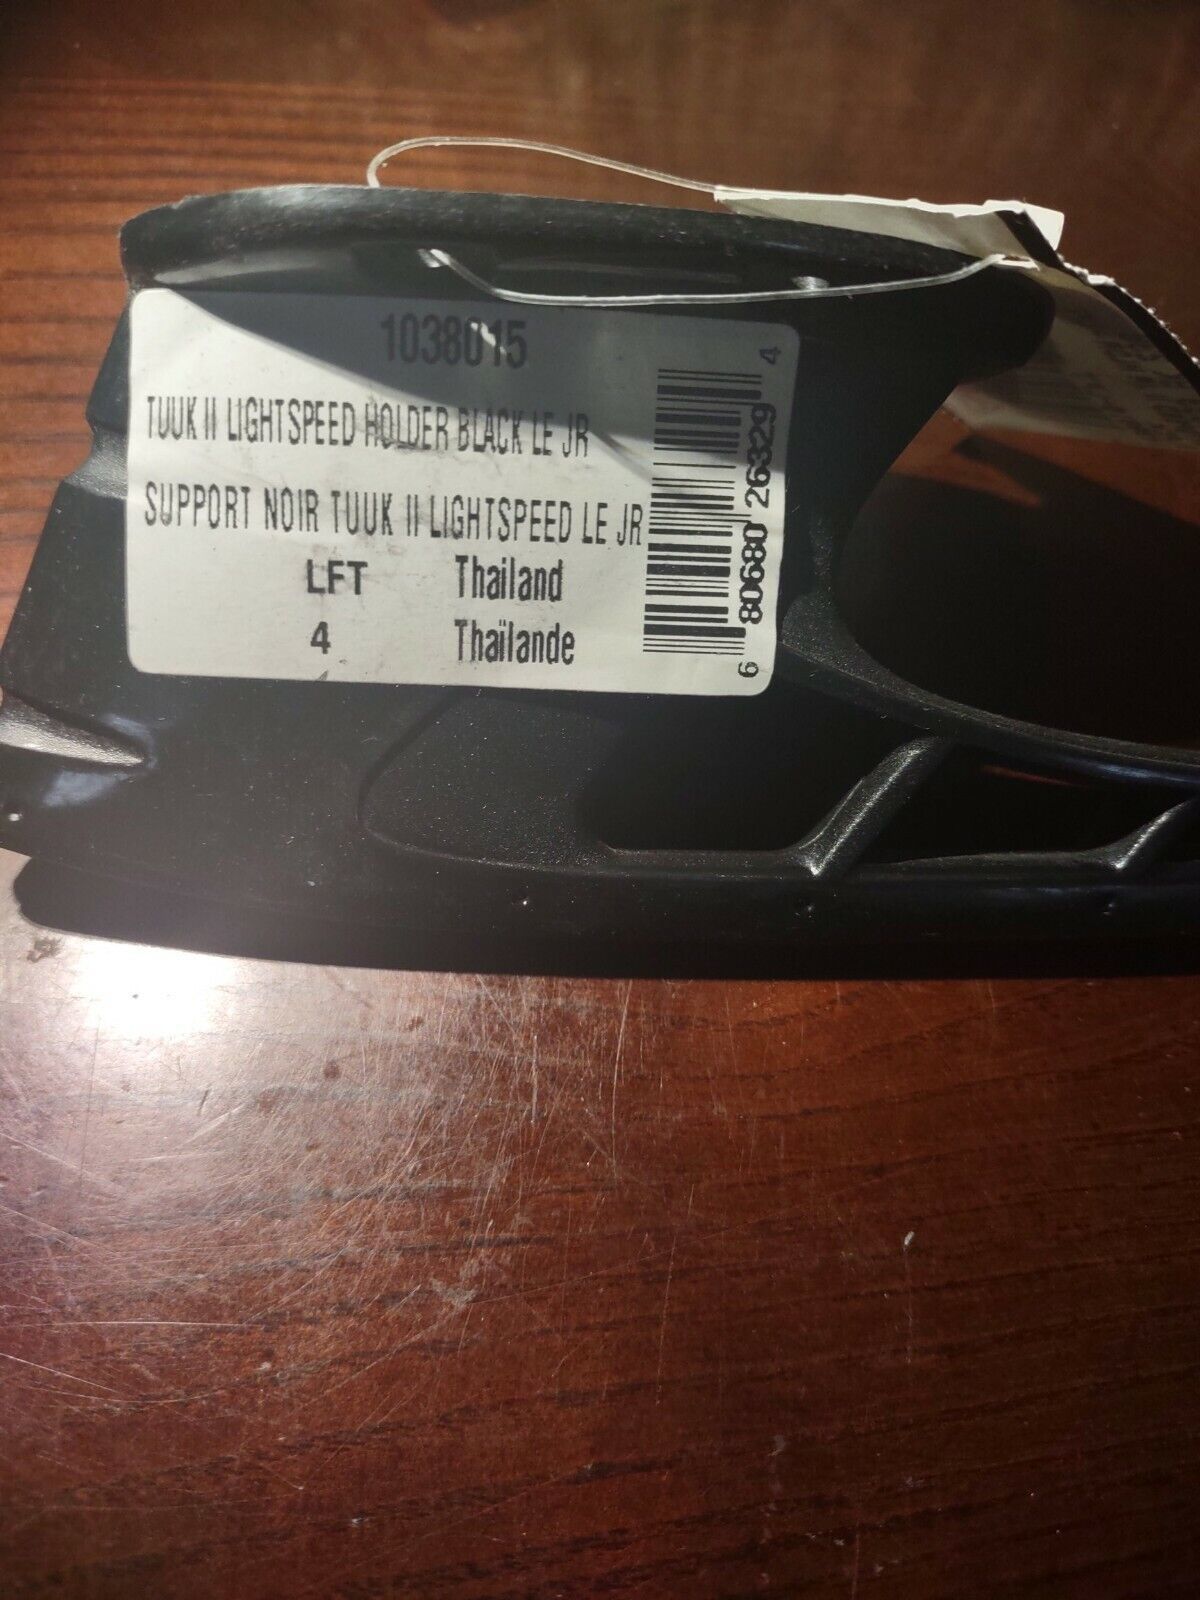 1038015
TUUK II LIGHTSPEED HOLDER BLACK LE JR
SUPPORT NOIR TUUK II LIGHTSPEED LE JR
LFT Thailand
4 Thaïlande
6 80680 26329 4